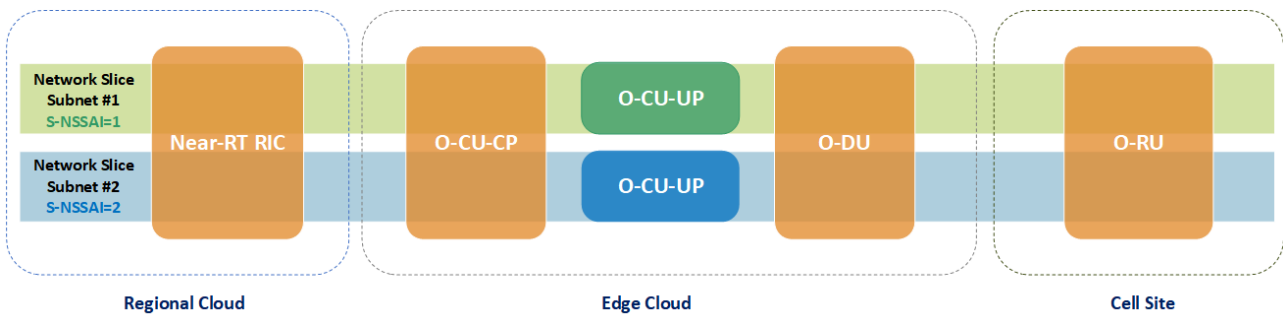 Network Slice
Subnet #1
S-NSSAI=1
Near-RT RIC
O-CU-CP
O-CU-UP
O-DU
O-RU
Network Slice
Subnet #2
S-NSSAI=2
O-CU-UP
Regional Cloud
Edge Cloud
Cell Site